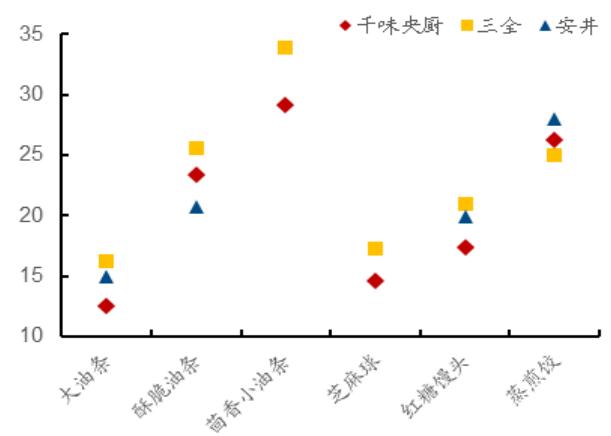 千味央厨 三全 安井
35
30
25
20
15
10
大油条
酥脆油条
茴香小油条
芝麻球
红糖馒头
蒸煎饺